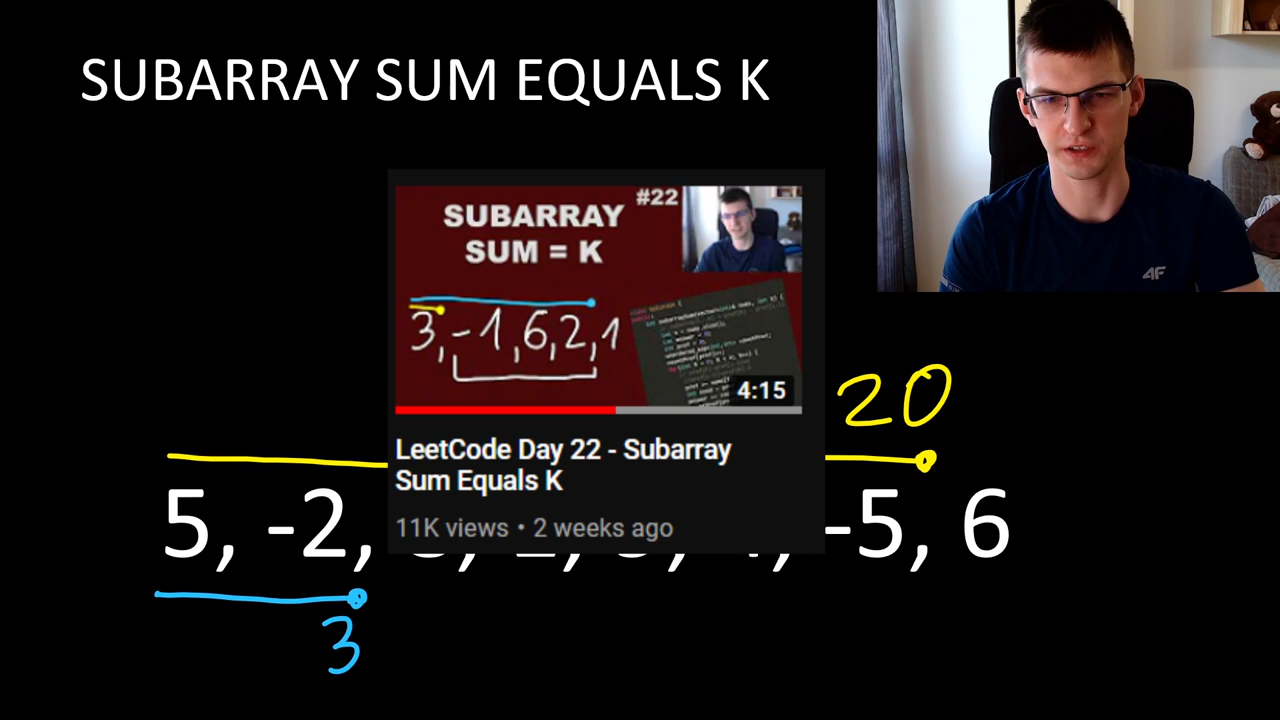 SUBARRAY SUM EQUALS K
4F
#22
SUBARRAY
SUM = K
3, -1, 6, 2, 1
4:15
LeetCode Day 22 - Subarray
Sum Equals K
11K views • 2 weeks ago
20
5, -2, -5, 6
3